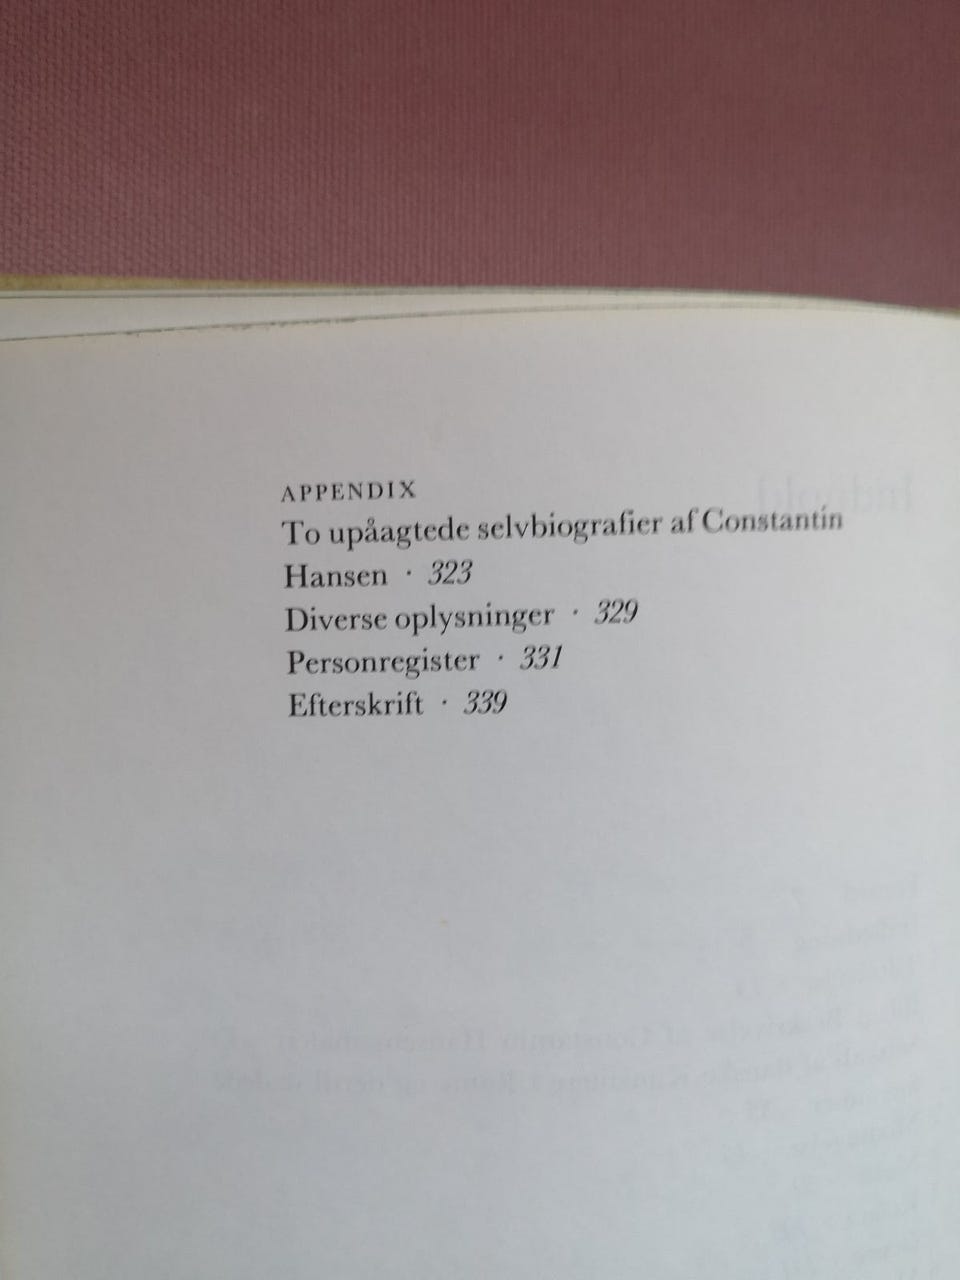 APPENDIX
To upåagtede selvbiografier af Constantin
Hansen · 323
Diverse oplysninger · 329
Personregister · 331
Efterskrift · 339